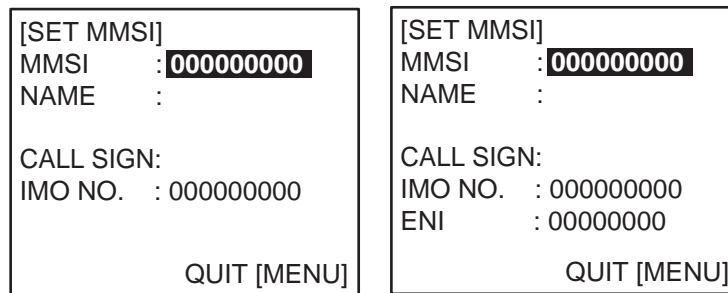 [SET MMSI]
MMSI : 000000000
NAME :
CALL SIGN:
IMO NO. : 000000000
QUIT [MENU]
[SET MMSI]
MMSI : 000000000
NAME :
CALL SIGN:
IMO NO. : 000000000
ENI : 00000000
QUIT [MENU]